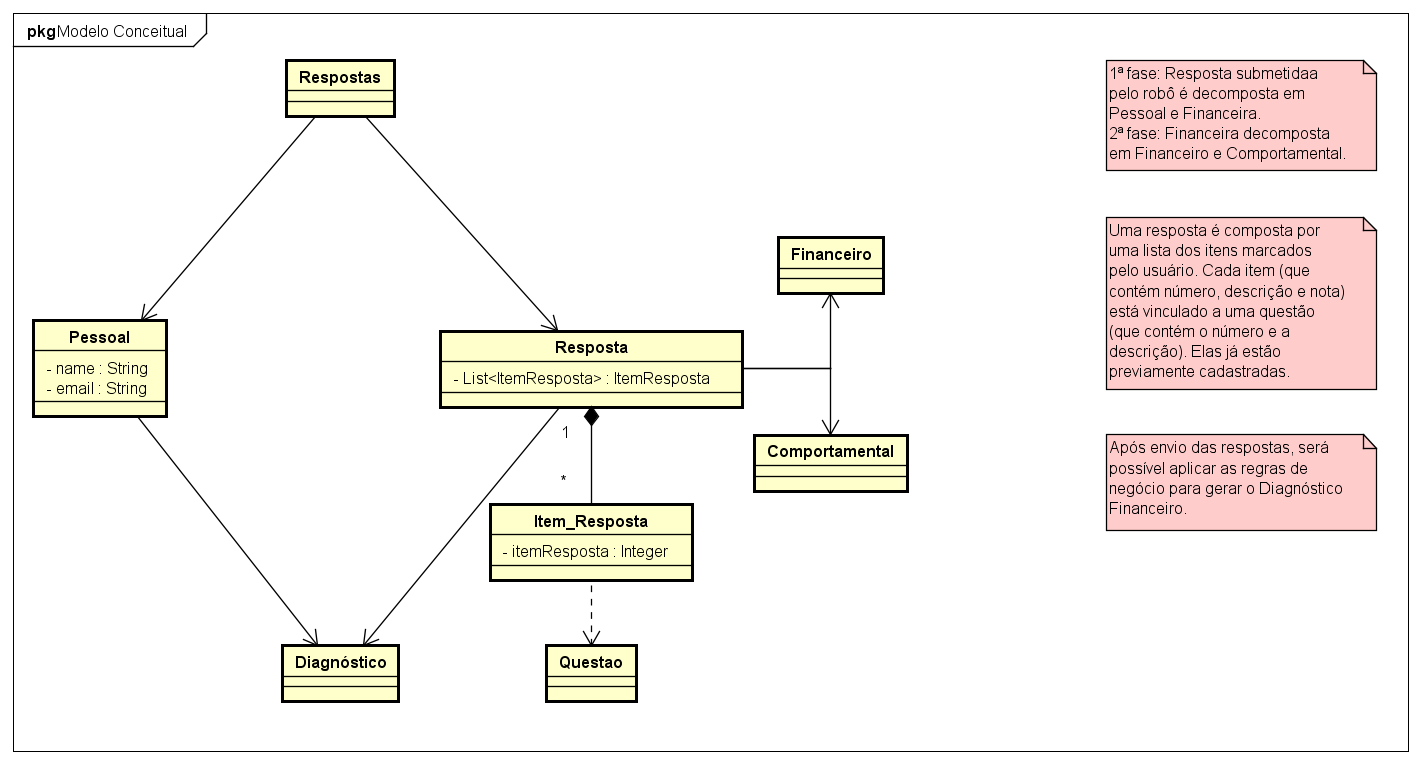 pkg Modelo Conceitual
Respostas
1ª fase: Resposta submetidaa
pelo robô é decomposta em
Pessoal e Financeira.
2ª fase: Financeira decomposta
em Financeiro e Comportamental.
Uma resposta é composta por
uma lista dos itens marcados
pelo usuário. Cada item (que
contém número, descrição e nota)
está vinculado a uma questão
(que contém o número e a
descrição). Elas já estão
previamente cadastradas.
Financeiro
Pessoal
- name : String
- email : String
Resposta
- List<ItemResposta> : ItemResposta
1
*
Comportamental
Após envio das respostas, será
possível aplicar as regras de
negócio para gerar o Diagnóstico
Financeiro.
Item_Resposta
- itemResposta : Integer
Diagnóstico
Questao